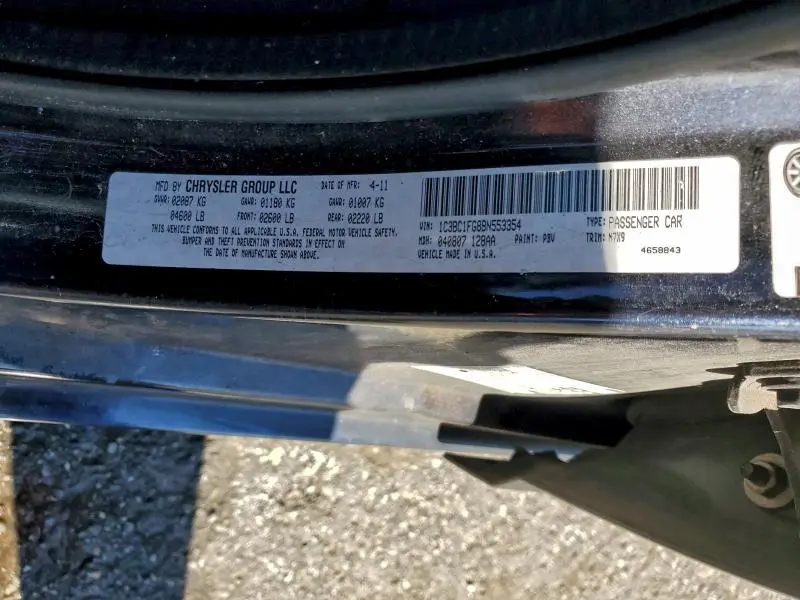 MFD BY CHRYSLER GROUP LLC DATE OF MFR: 4-11
GVWR: 02087 KG GAWR: 01180 KG GAWR: 01007 KG
04600 LB FRONT: 02600 LB REAR: 02220 LB
THIS VEHICLE CONFORMS TO ALL APPLICABLE U.S.A. FEDERAL MOTOR VEHICLE SAFETY,
BUMPER AND THEFT PREVENTION STANDARDS IN EFFECT ON
THE DATE OF MANUFACTURE SHOWN ABOVE.
VIN: 1C3BC1FG8BN553354 TYPE: PASSENGER CAR
MDH: 040807 128AA PAINT: PBV TRIM: M7X9
VEHICLE MADE IN U.S.A. 4658843